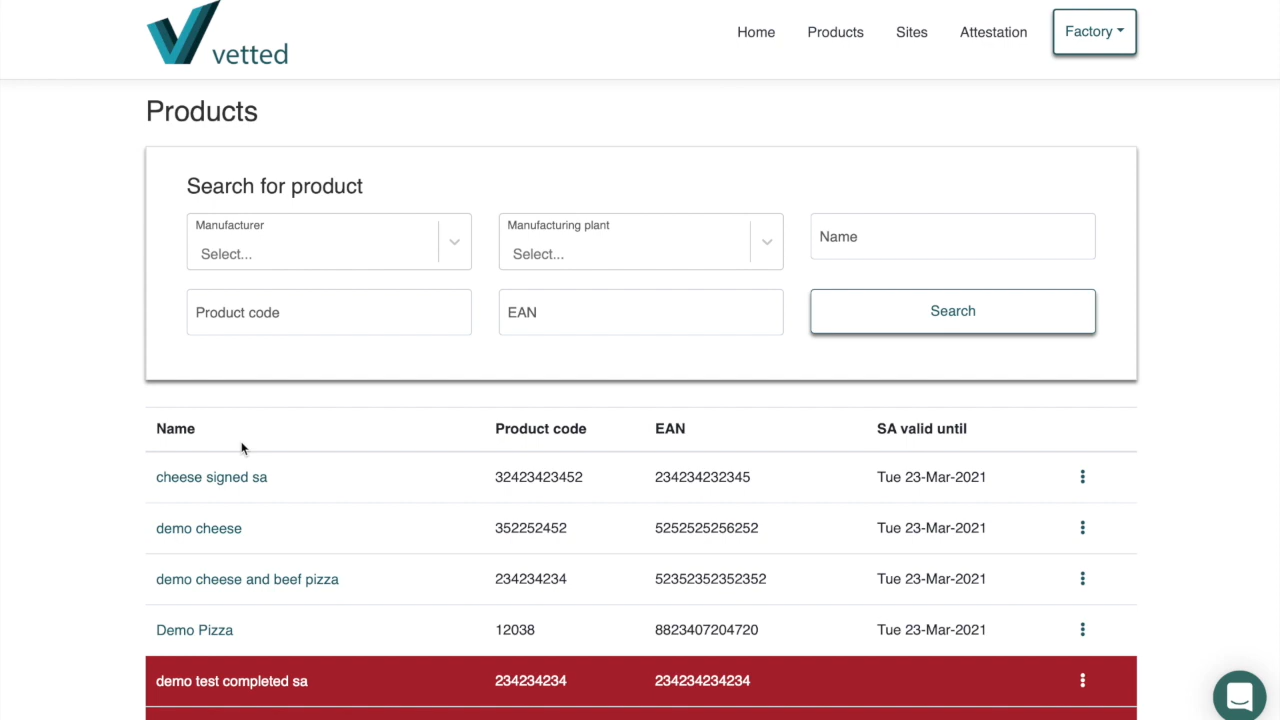 vetted
Home Products Sites Attestation Factory
Products
Search for product
Manufacturer Manufacturing plant
Select... Select... Name
Product code EAN Search
Name Product code EAN SA valid until
cheese signed sa 32423423452 234234232345 Tue 23-Mar-2021
demo cheese 352252452 5252525256252 Tue 23-Mar-2021
demo cheese and beef pizza 234234234 52352352352352 Tue 23-Mar-2021
Demo Pizza 12038 8823407204720 Tue 23-Mar-2021
demo test completed sa 234234234 234234234234